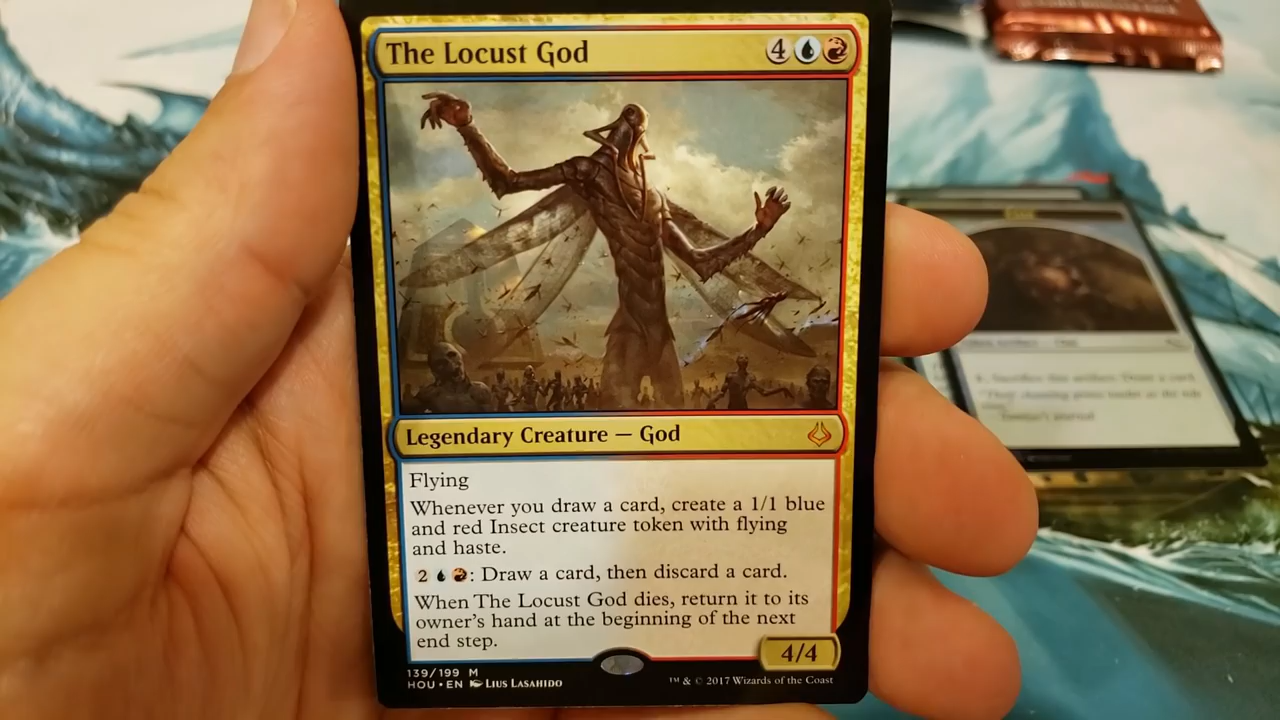 The Locust God 4
Legendary Creature — God
Flying
Whenever you draw a card, create a 1/1 blue
and red Insect creature token with flying
and haste.
2 : Draw a card, then discard a card.
When The Locust God dies, return it to its
owner's hand at the beginning of the next
end step.
4/4
139/199 M
HOU • EN Lius Lasahido
™ & © 2017 Wizards of the Coast